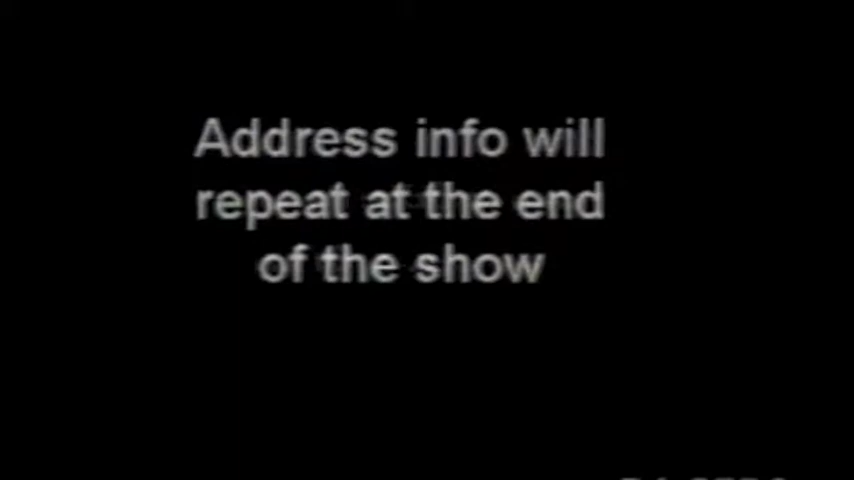 Address info will
repeat at the end
of the show